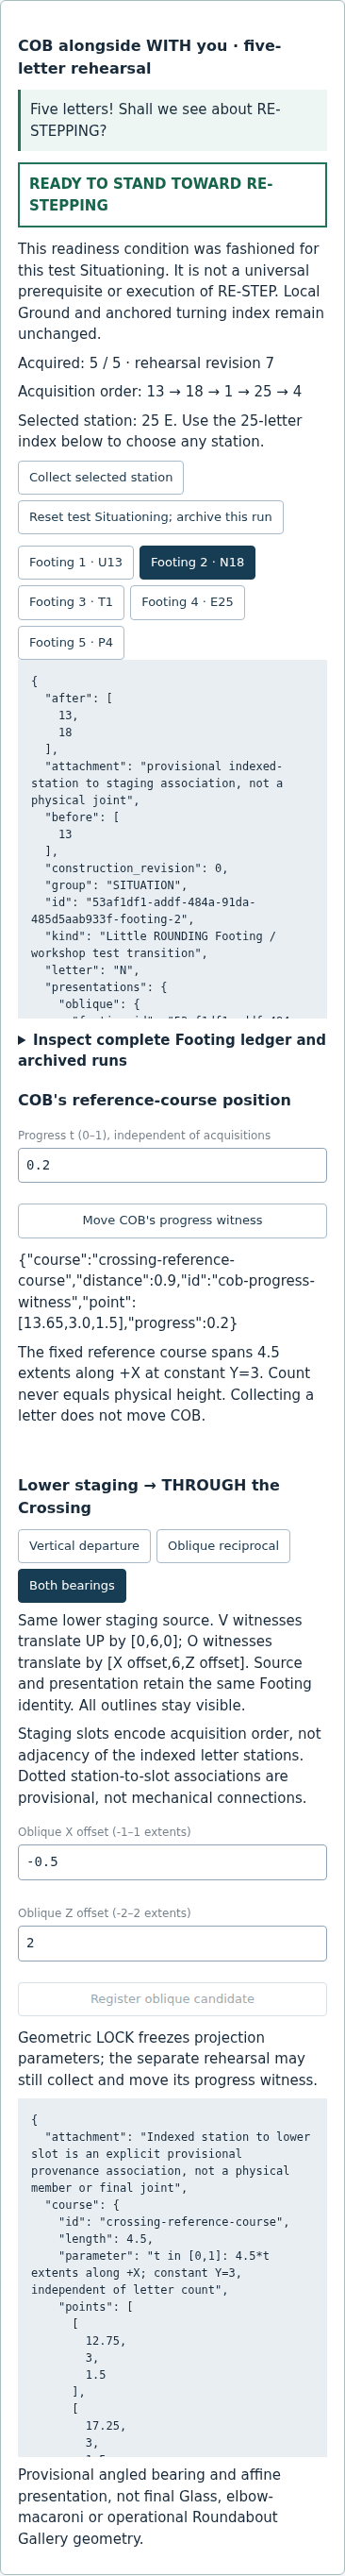 COB alongside WITH you · five-
letter rehearsal
Five letters! Shall we see about RE-
STEPPING?
READY TO STAND TOWARD RE-
STEPPING
This readiness condition was fashioned for
this test Situationing. It is not a universal
prerequisite or execution of RE-STEP. Local
Ground and anchored turning index remain
unchanged.
Acquired: 5 / 5 · rehearsal revision 7
Acquisition order: 13 → 18 → 1 → 25 → 4
Selected station: 25 E. Use the 25-letter
index below to choose any station.
Collect selected station
Reset test Situationing; archive this run
Footing 1 · U13 Footing 2 · N18
Footing 3 · T1 Footing 4 · E25
Footing 5 · P4
{
"after": [
13,
18
],
"attachment": "provisional indexed-
station to staging association, not a
physical joint",
"before": [
13
],
"construction_revision": 0,
"group": "SITUATION",
"id": "53af1df1-addf-484a-91da-
485d5aab933f-footing-2",
"kind": "Little ROUNDING Footing /
workshop test transition",
"letter": "N",
"presentations": {
"oblique": {
▶ Inspect complete Footing ledger and
archived runs
COB's reference-course position
Progress t (0–1), independent of acquisitions
0.2
Move COB's progress witness
{"course":"crossing-reference-
course","distance":0.9,"id":"cob-progress-
witness","point":
[13.65,3.0,1.5],"progress":0.2}
The fixed reference course spans 4.5
extents along +X at constant Y=3. Count
never equals physical height. Collecting a
letter does not move COB.
Lower staging → THROUGH the
Crossing
Vertical departure Oblique reciprocal
Both bearings
Same lower staging source. V witnesses
translate UP by [0,6,0]; O witnesses
translate by [X offset,6,Z offset]. Source
and presentation retain the same Footing
identity. All outlines stay visible.
Staging slots encode acquisition order, not
adjacency of the indexed letter stations.
Dotted station-to-slot associations are
provisional, not mechanical connections.
Oblique X offset (-1–1 extents)
-0.5
Oblique Z offset (-2–2 extents)
2
Register oblique candidate
Geometric LOCK freezes projection
parameters; the separate rehearsal may
still collect and move its progress witness.
{
"attachment": "Indexed station to lower
slot is an explicit provisional
provenance association, not a physical
member or final joint",
"course": {
"id": "crossing-reference-course",
"length": 4.5,
"parameter": "t in [0,1]: 4.5*t
extents along +X; constant Y=3,
independent of letter count",
"points": [
[
12.75,
3,
1.5
],
[
17.25,
3,
Provisional angled bearing and affine
presentation, not final Glass, elbow-
macaroni or operational Roundabout
Gallery geometry.